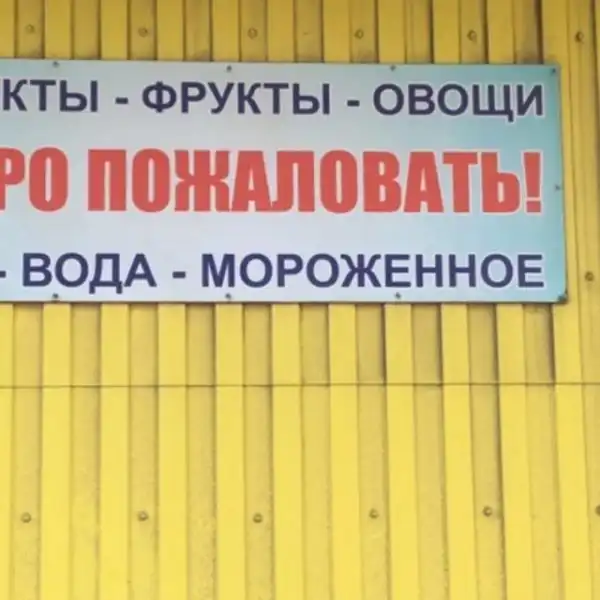 КТЫ - ФРУКТЫ - ОВОЩИ
РО ПОЖАЛОВАТЬ!
- ВОДА - МОРОЖЕННОЕ